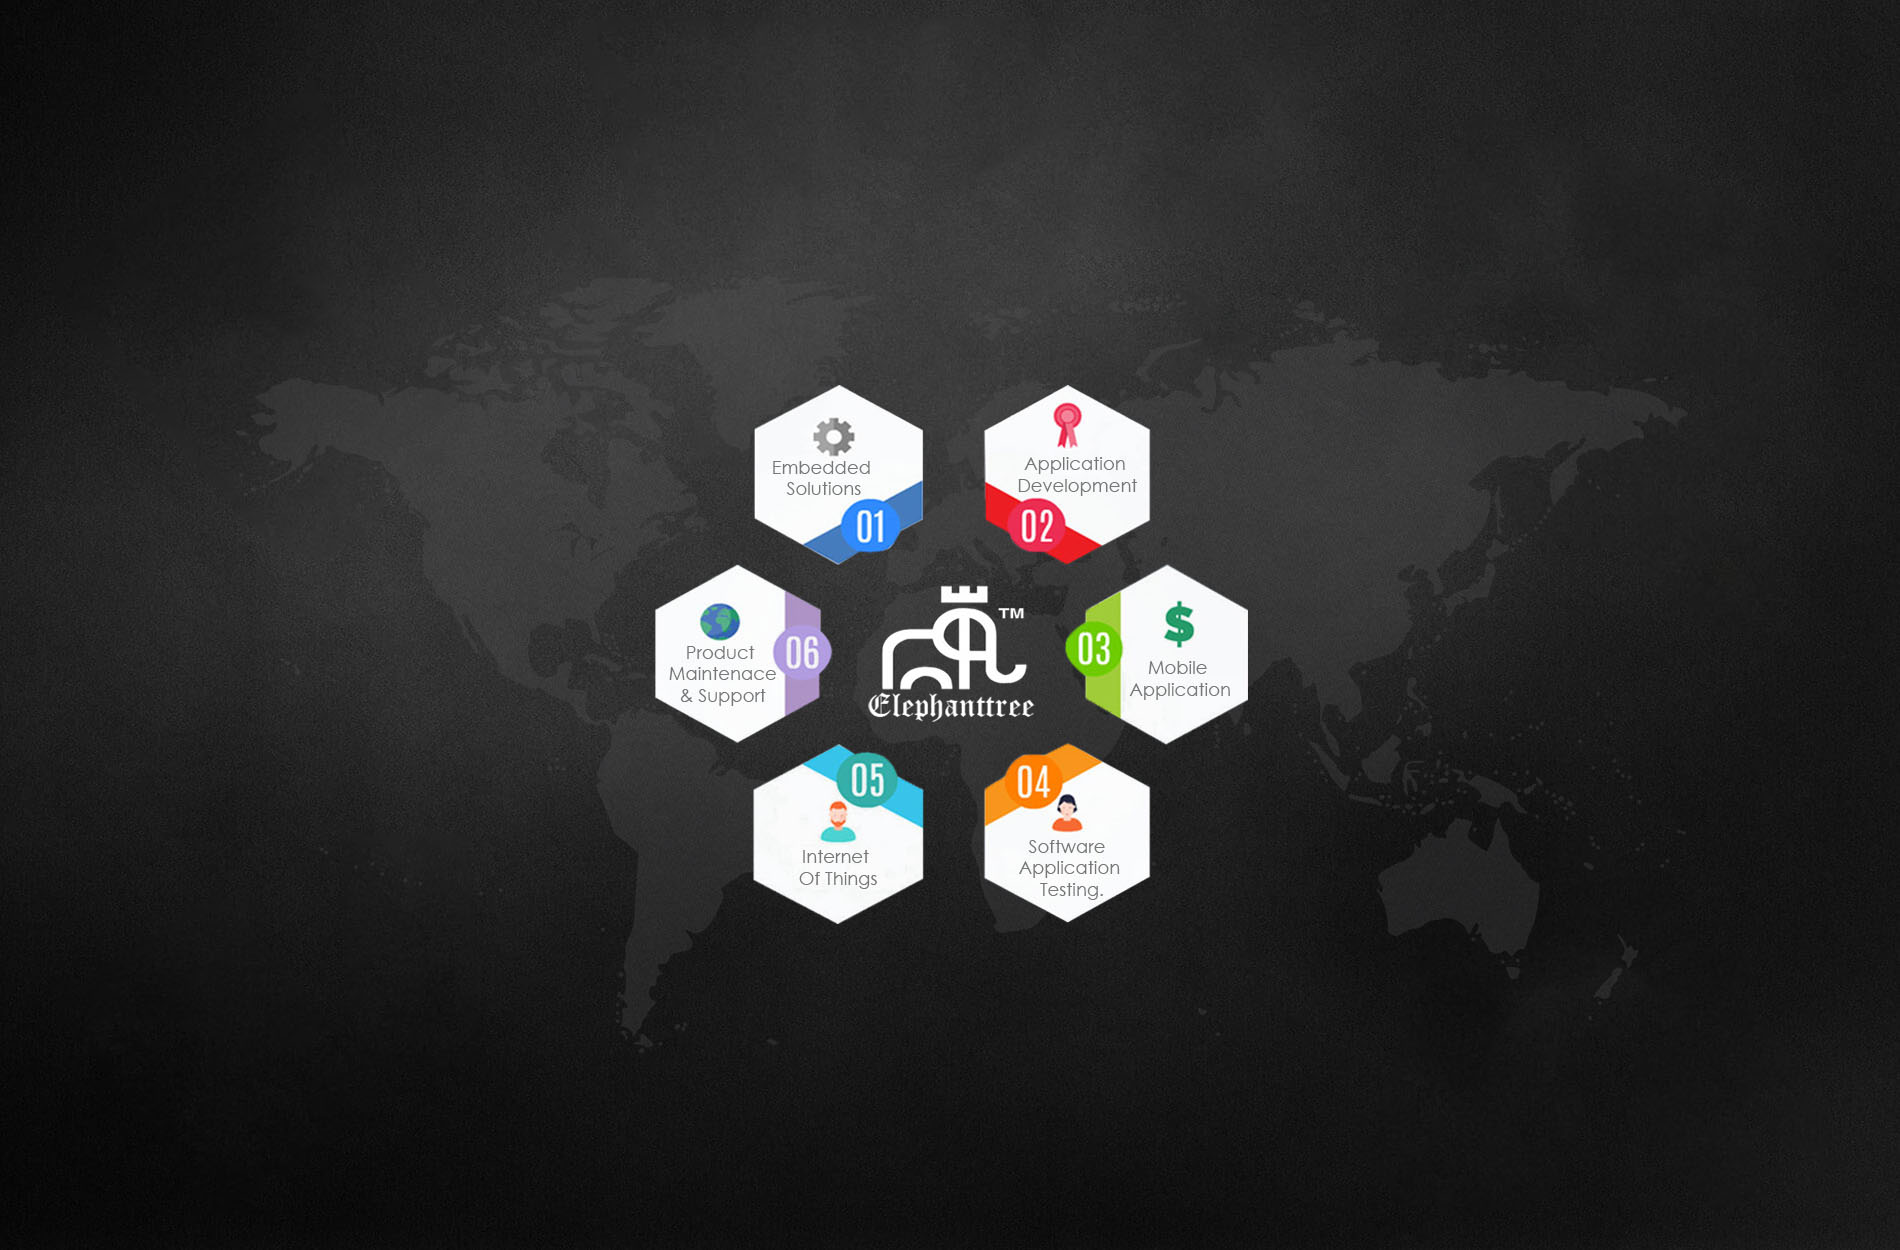 Embedded
Solutions
01
Application
Development
02
03
Mobile
Application
04
Software
Application
Testing.
05
Internet
Of Things
06
Product
Maintenace
& Support
TM
Elephanttree